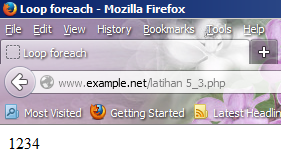 Loop foreach - Mozilla Firefox
File Edit View History Bookmarks Tools Help
Loop foreach
www.example.net/latihan 5_3.php
Most Visited Getting Started Latest Headlin
1234